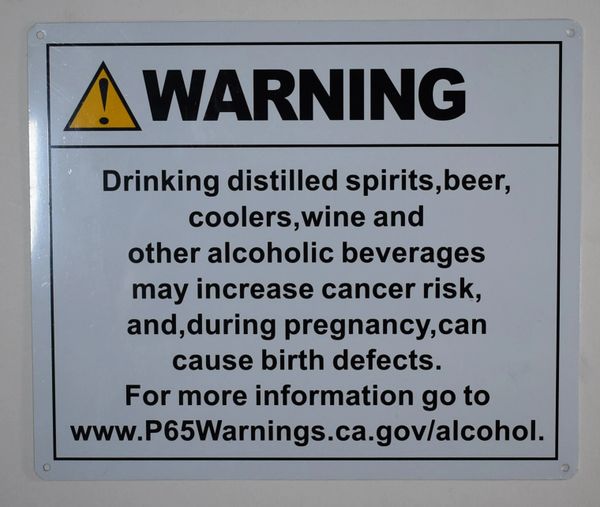 WARNING
Drinking distilled spirits,beer,
coolers,wine and
other alcoholic beverages
may increase cancer risk,
and,during pregnancy,can
cause birth defects.
For more information go to
www.P65Warnings.ca.gov/alcohol.